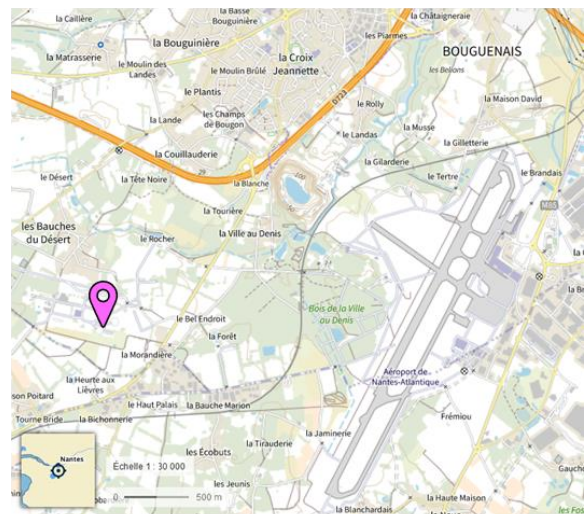 la Caillère
la Basse
Bouguinière
la Châtaigneraie
les Piarmes
la Bouguinière
la Croix
Jeannette
BOUGUENAIS
la Matrasserie
le Moulin des
Landes
le Moulin Brûlé
les Bélions
le Plantis
D723
le Rolly
la Maison David
les Champs
de Bougon
la Lande
le Landas
la Musse
la Gilletterie
la Couillauderie
la Gilarderie
29
le Désert
la Tête Noire
la Blanche
le Tertre
le Brandais
la Tourière
M85
les Bauches
du Désert
le Rocher
la Ville au Denis
le Bel Endroit
Bois de la Ville
au Denis
la Forêt
la Morandière
Aéroport de
Nantes-Atlantique
la Heurte aux
Lièvres
son Poitard
le Haut Palais
la Bauche Marion
Tourne Bride
la Bichonnerie
Frémiou
la Jaminerie
la Tirauderie
Nantes
les Écobuts
Échelle 1 : 30 000
les Jeunis
0
500 m
la Blanchardais
la Haute Maison